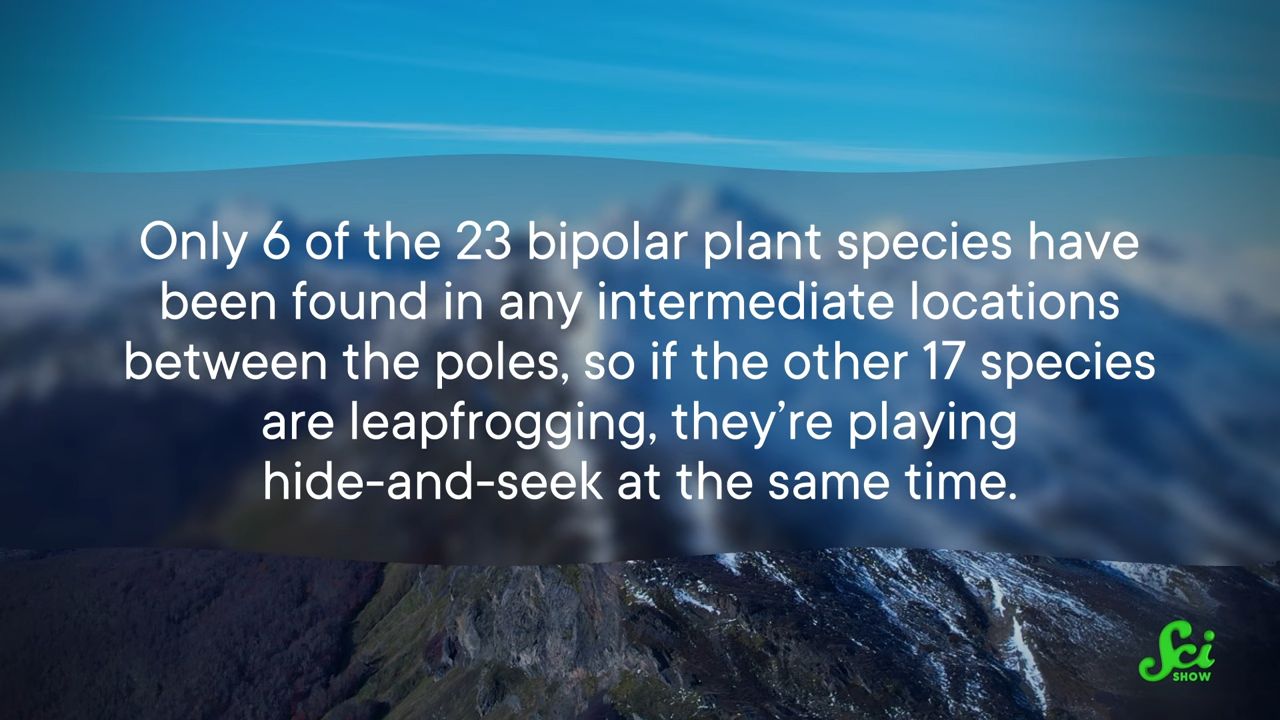 Only 6 of the 23 bipolar plant species have
been found in any intermediate locations
between the poles, so if the other 17 species
are leapfrogging, they’re playing
hide-and-seek at the same time.
Sci
SHOW